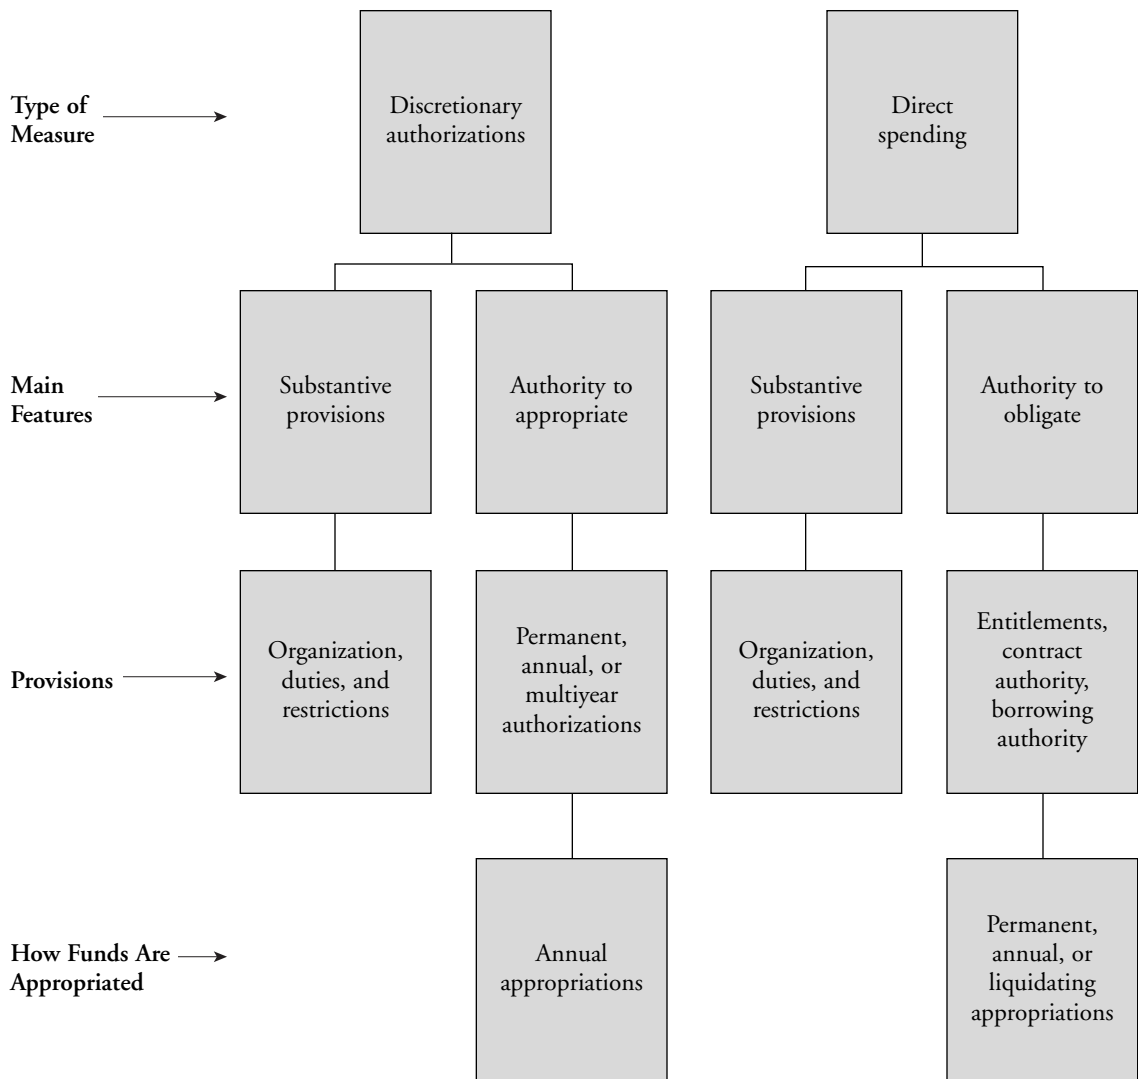 Type of
Measure
Discretionary
authorizations
Direct
spending
Main
Features
Substantive
provisions
Authority to
appropriate
Substantive
provisions
Authority to
obligate
Provisions
Organization,
duties, and
restrictions
Permanent,
annual, or
multiyear
authorizations
Organization,
duties, and
restrictions
Entitlements,
contract
authority,
borrowing
authority
How Funds Are
Appropriated
Annual
appropriations
Permanent,
annual, or
liquidating
appropriations